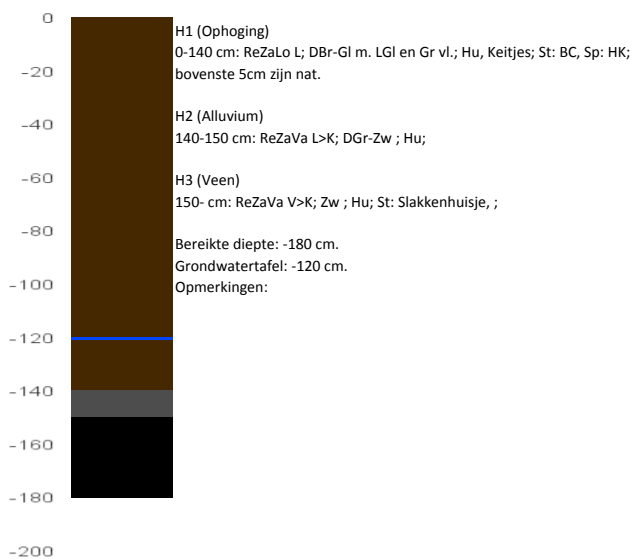 0
-20
-40
-60
-80
-100
-120
-140
-160
-180
-200
H1 (Ophoging)
0-140 cm: ReZaLo L; DBr-Gl m. LGl en Gr vl.; Hu, Keitjes; St: BC, Sp: HK;
bovenste 5cm zijn nat.
H2 (Alluvium)
140-150 cm: ReZaVa L>K; DGr-Zw ; Hu;
H3 (Veen)
150- cm: ReZaVa V>K; Zw ; Hu; St: Slakkenhuisje, ;
Bereikte diepte: -180 cm.
Grondwatertafel: -120 cm.
Opmerkingen: